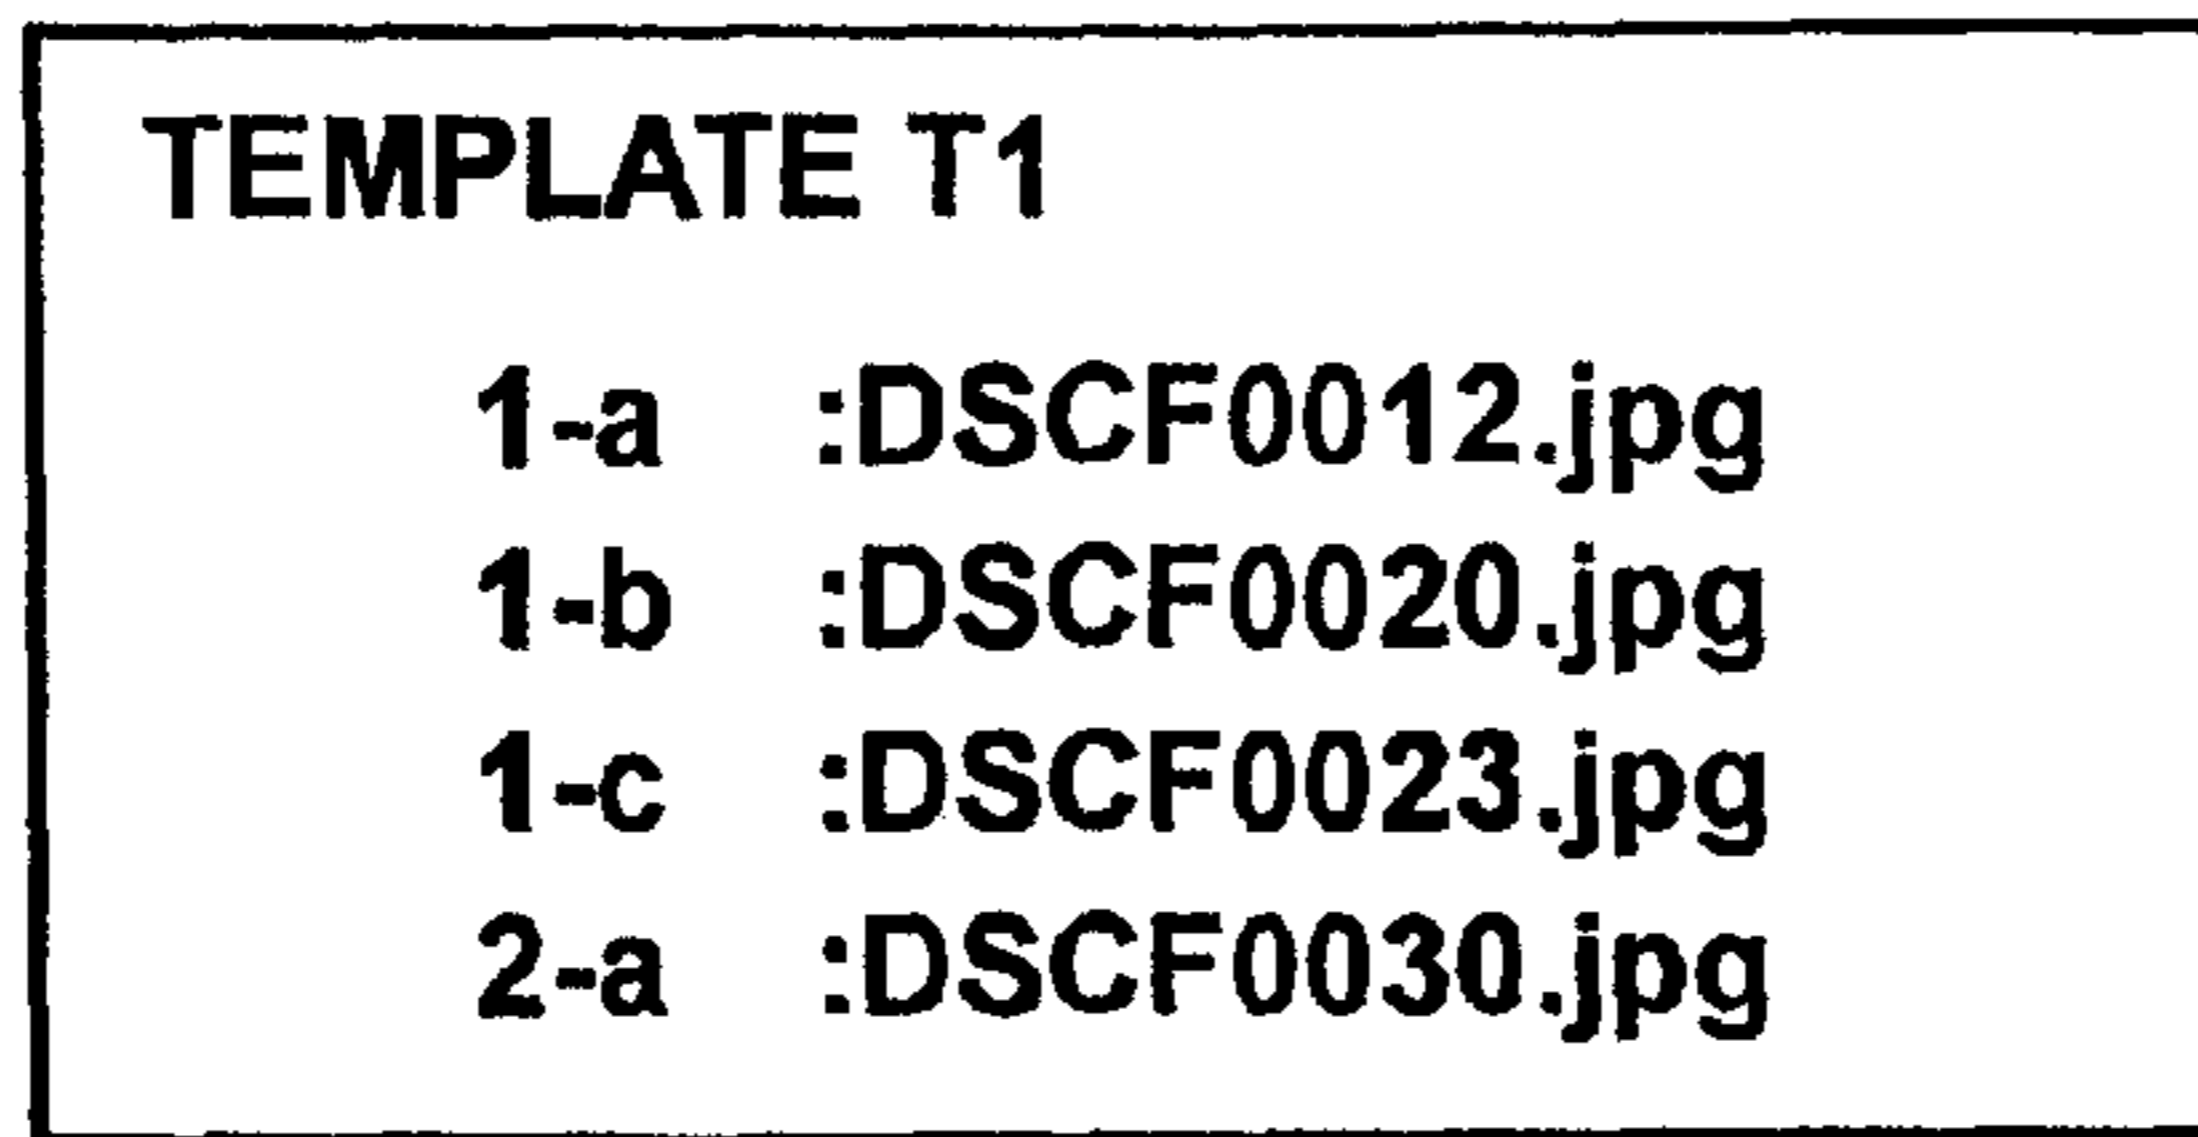 TEMPLATE T1
1-a :DSCF0012.jpg
1-b :DSCF0020.jpg
1-c :DSCF0023.jpg
2-a :DSCF0030.jpg